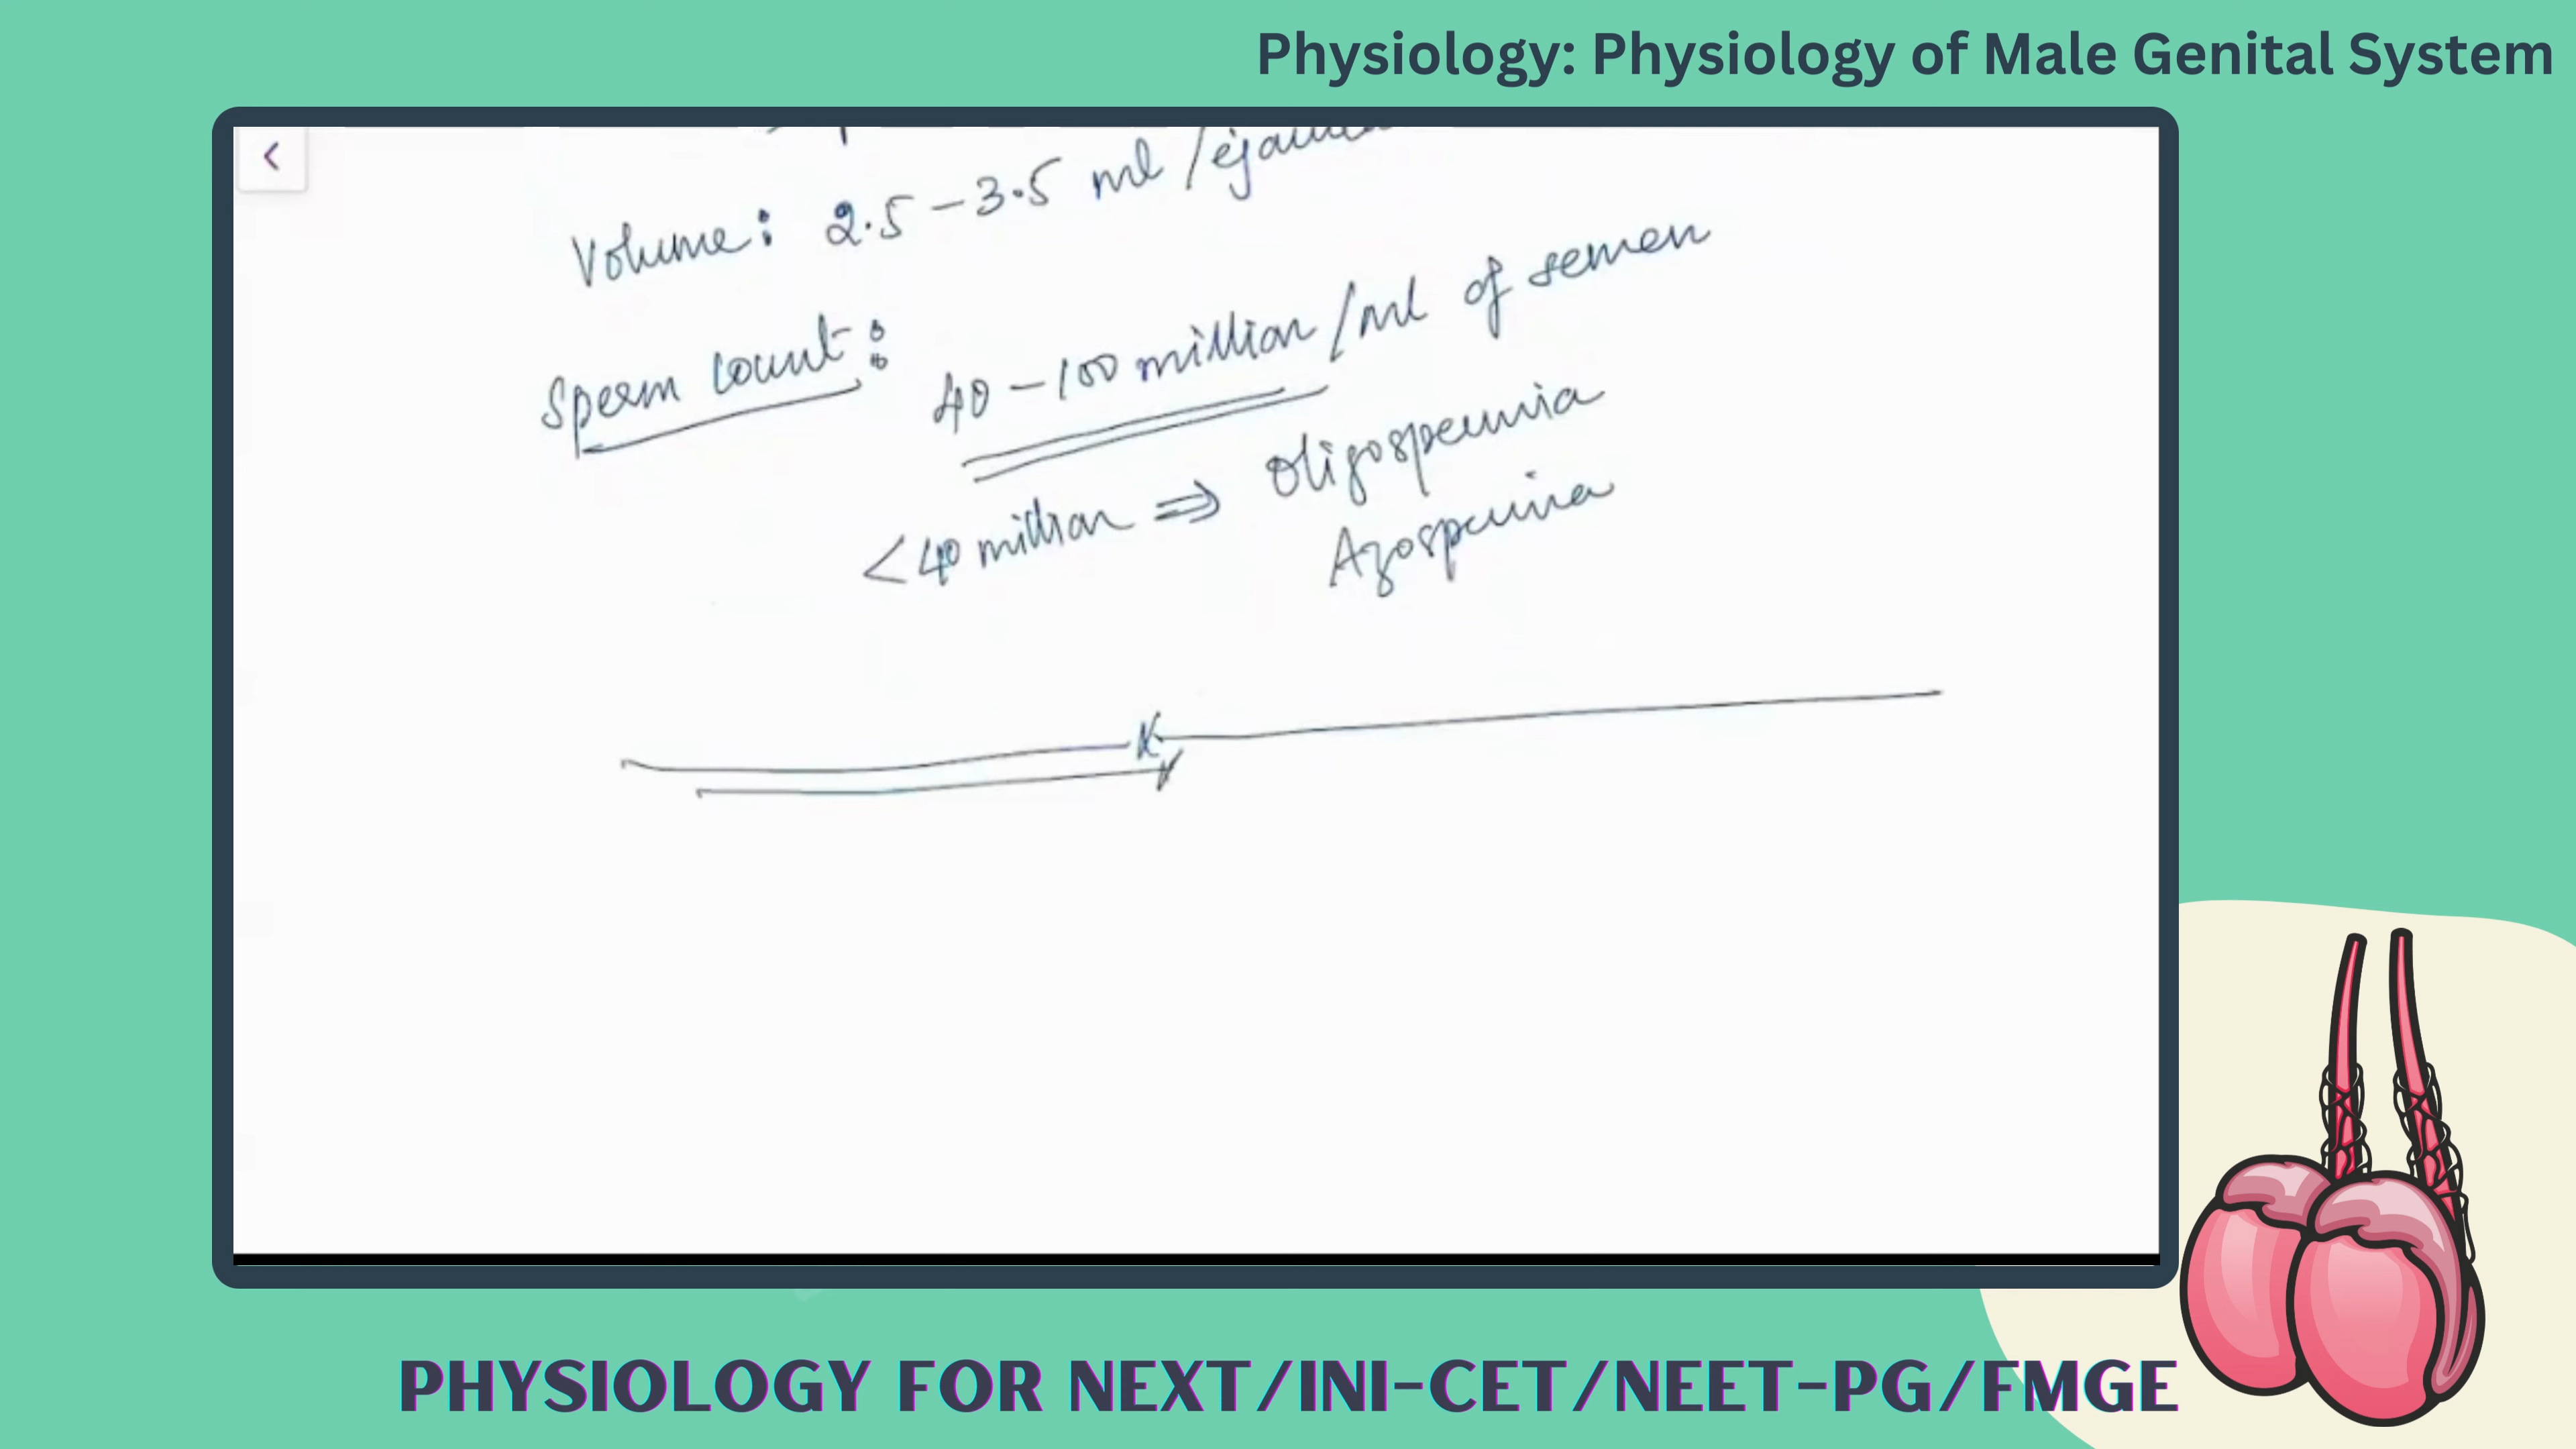 Physiology: Physiology of Male Genital System
Volume: 2.5-3.5 ml /
Sperm count: 40-100 million/ml of semen
<40 million ⇒ Oligospermia
Azospermia
PHYSIOLOGY FOR NEXT/INI-CET/NEET-PG/FMGE